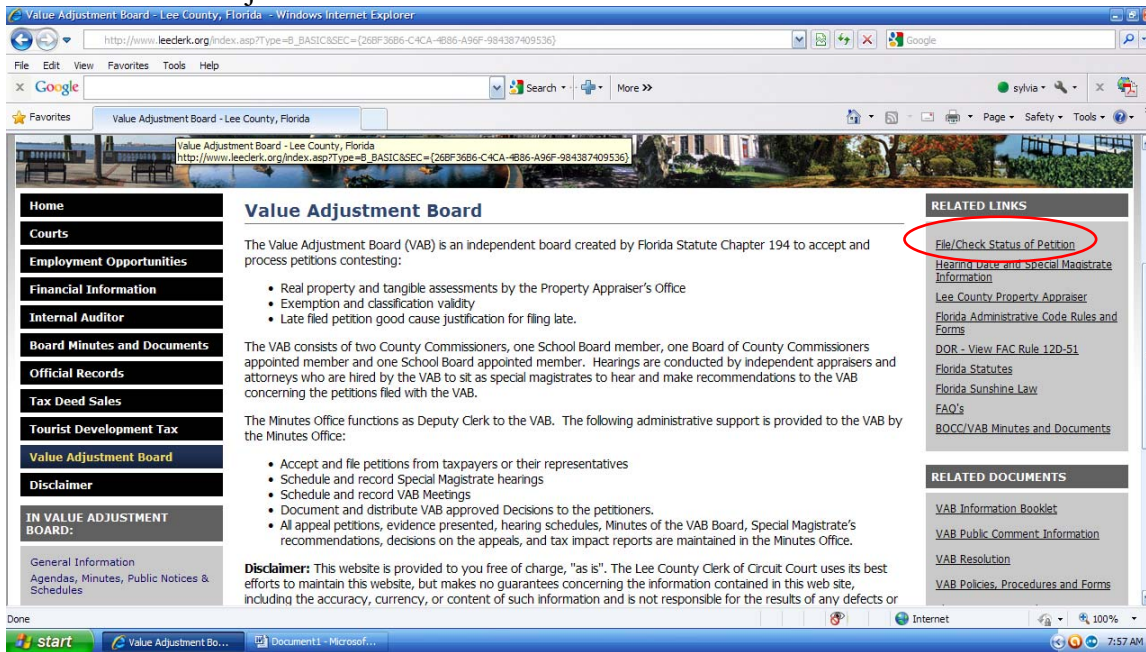 Value Adjustment Board - Lee County, Florida - Windows Internet Explorer
http://www.leeclerk.org/index.asp?Type=B_BASIC&SEC={26BF36B6-C4CA-4B86-A96F-984387409536}
Google
File Edit View Favorites Tools Help
x Google
Search
More >>
sylvia
Favorites
Value Adjustment Board - Lee County, Florida
Page Safety Tools
Value Adjustment Board - Lee County, Florida
http://www.leeclerk.org/index.asp?Type=B_BASIC&SEC={26BF36B6-C4CA-4B86-A96F-984387409536}
Home
Courts
Employment Opportunities
Financial Information
Internal Auditor
Board Minutes and Documents
Official Records
Tax Deed Sales
Tourist Development Tax
Value Adjustment Board
Disclaimer
IN VALUE ADJUSTMENT
BOARD:
General Information
Agendas, Minutes, Public Notices &
Schedules
Value Adjustment Board
The Value Adjustment Board (VAB) is an independent board created by Florida Statute Chapter 194 to accept and
process petitions contesting:
• Real property and tangible assessments by the Property Appraiser's Office
• Exemption and classification validity
• Late filed petition good cause justification for filing late.
The VAB consists of two County Commissioners, one School Board member, one Board of County Commissioners
appointed member and one School Board appointed member. Hearings are conducted by independent appraisers and
attorneys who are hired by the VAB to sit as special magistrates to hear and make recommendations to the VAB
concerning the petitions filed with the VAB.
The Minutes Office functions as Deputy Clerk to the VAB. The following administrative support is provided to the VAB by
the Minutes Office:
• Accept and file petitions from taxpayers or their representatives
• Schedule and record Special Magistrate hearings
• Schedule and record VAB Meetings
• Document and distribute VAB approved Decisions to the petitioners.
• All appeal petitions, evidence presented, hearing schedules, Minutes of the VAB Board, Special Magistrate's
recommendations, decisions on the appeals, and tax impact reports are maintained in the Minutes Office.
Disclaimer: This website is provided to you free of charge, "as is". The Lee County Clerk of Circuit Court uses its best
efforts to maintain this website, but makes no guarantees concerning the information contained in this web site,
including the accuracy, currency, or content of such information and is not responsible for the results of any defects or
RELATED LINKS
File/Check Status of Petition
Hearing Date and Special Magistrate
Information
Lee County Property Appraiser
Florida Administrative Code Rules and
Forms
DOR - View FAC Rule 12D-51
Florida Statutes
Florida Sunshine Law
FAQ's
BOCC/VAB Minutes and Documents
RELATED DOCUMENTS
VAB Information Booklet
VAB Public Comment Information
VAB Resolution
VAB Policies, Procedures and Forms
Done
Internet
100%
start
Value Adjustment Bo...
Document1 - Microsof...
7:57 AM